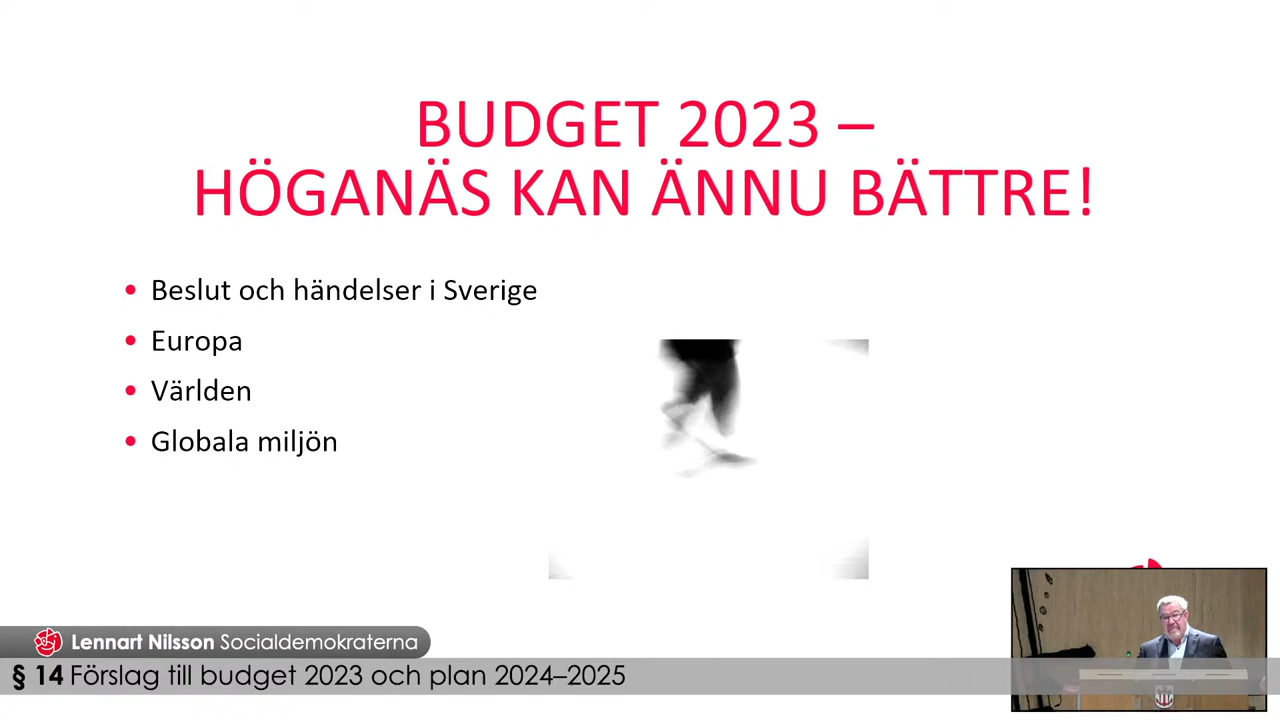 BUDGET 2023 –
HÖGANÄS KAN ÄNNU BÄTTRE!
• Beslut och händelser i Sverige
• Europa
• Världen
• Globala miljön
Lennart Nilsson Socialdemokraterna
§ 14 Förslag till budget 2023 och plan 2024–2025